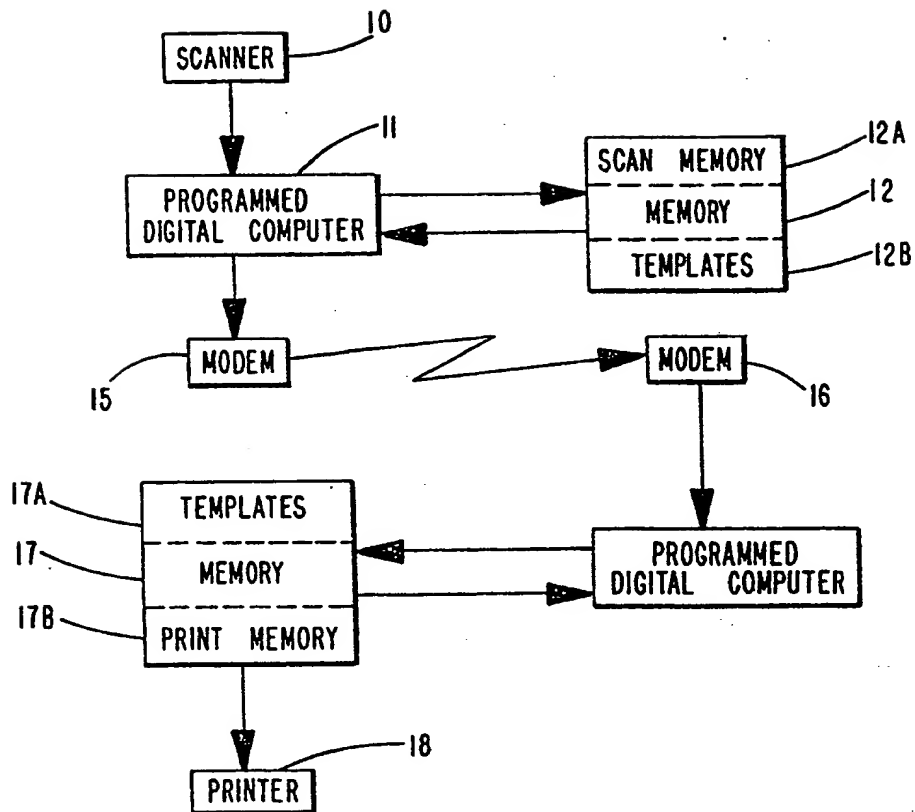 10
SCANNER
11
PROGRAMMED
DIGITAL COMPUTER
SCAN MEMORY
12A
MEMORY
12
TEMPLATES
12B
MODEM
15
MODEM
16
17A
TEMPLATES
17
MEMORY
17B
PRINT MEMORY
PROGRAMMED
DIGITAL COMPUTER
18
PRINTER